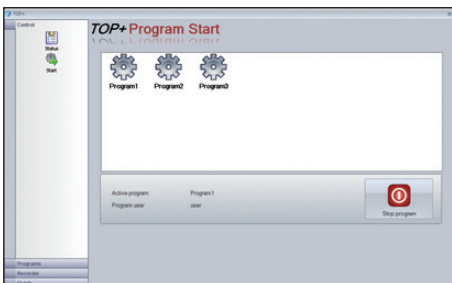 TOP+
Control
Status
Start
TOP+ Program Start
Program1 Program2 Program3
Active program Program1
Program user user
Stop program
Programs
Recorder